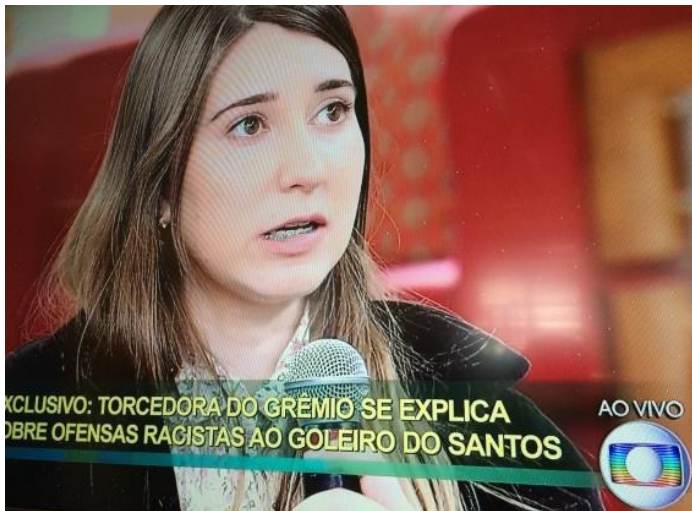 XCLUSIVO: TORCEDORA DO GRÊMIO SE EXPLICA
OBRE OFENSAS RACISTAS AO GOLEIRO DO SANTOS
AO VIVO